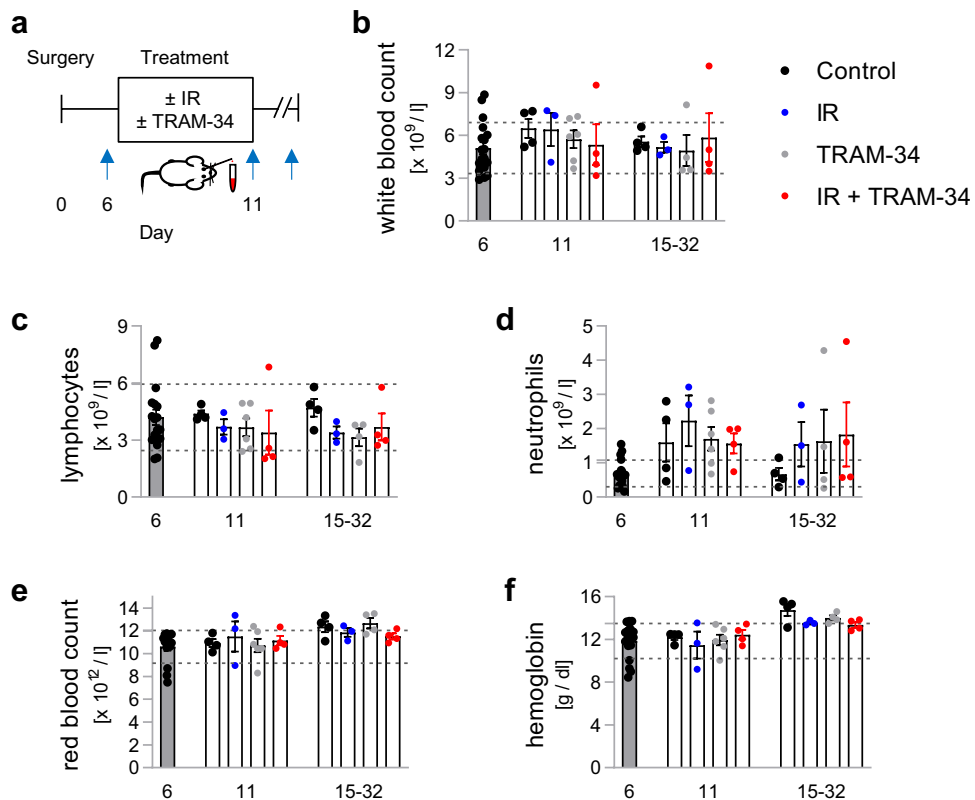 a
Surgery
Treatment
± IR
± TRAM-34
0
6
11
Day
b
white blood count
[x 10⁹/ l]
12
9
6
3
0
6
11
15-32
Control
IR
TRAM-34
IR + TRAM-34
c
lymphocytes
[x 10⁹/ l]
9
6
3
0
6
11
15-32
d
neutrophils
[x 10⁹/ l]
5
4
3
2
1
0
6
11
15-32
e
red blood count
[x 10¹²/ l]
14
12
10
8
6
4
2
0
6
11
15-32
f
hemoglobin
[g / dl]
16
12
8
4
0
6
11
15-32